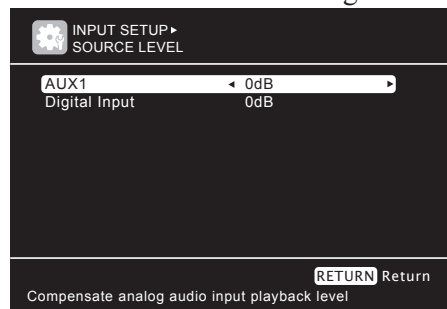 INPUT SETUP▸
SOURCE LEVEL
AUX1 ◂ 0dB ▸
Digital Input 0dB
RETURN Return
Compensate analog audio input playback level